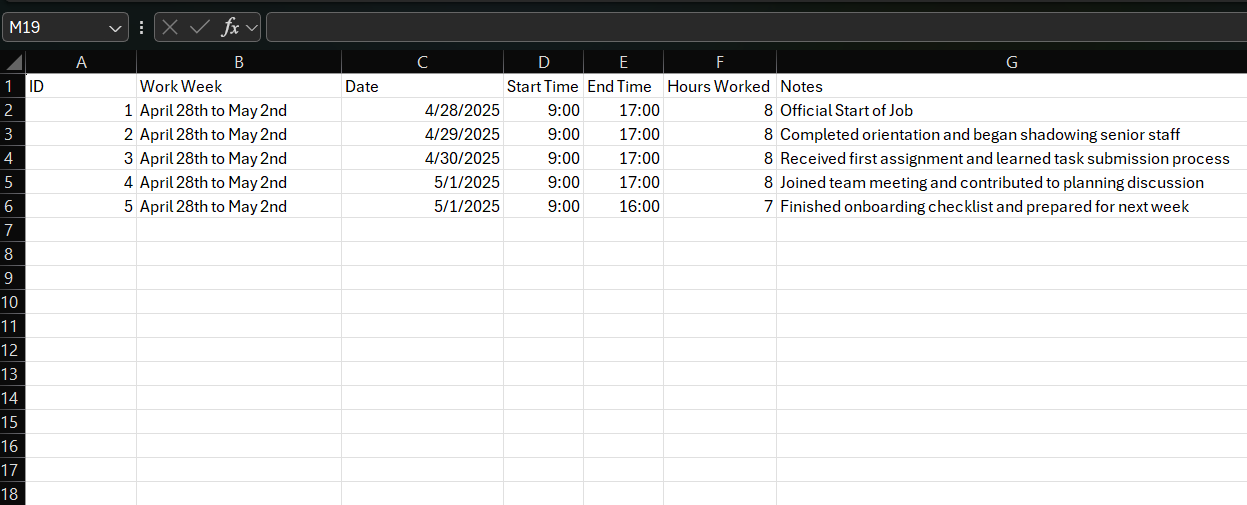 M19 fx
A B C D E F G
1 ID Work Week Date Start Time End Time Hours Worked Notes
2 1 April 28th to May 2nd 4/28/2025 9:00 17:00 8 Official Start of Job
3 2 April 28th to May 2nd 4/29/2025 9:00 17:00 8 Completed orientation and began shadowing senior staff
4 3 April 28th to May 2nd 4/30/2025 9:00 17:00 8 Received first assignment and learned task submission process
5 4 April 28th to May 2nd 5/1/2025 9:00 17:00 8 Joined team meeting and contributed to planning discussion
6 5 April 28th to May 2nd 5/1/2025 9:00 16:00 7 Finished onboarding checklist and prepared for next week
7
8
9
10
11
12
13
14
15
16
17
18